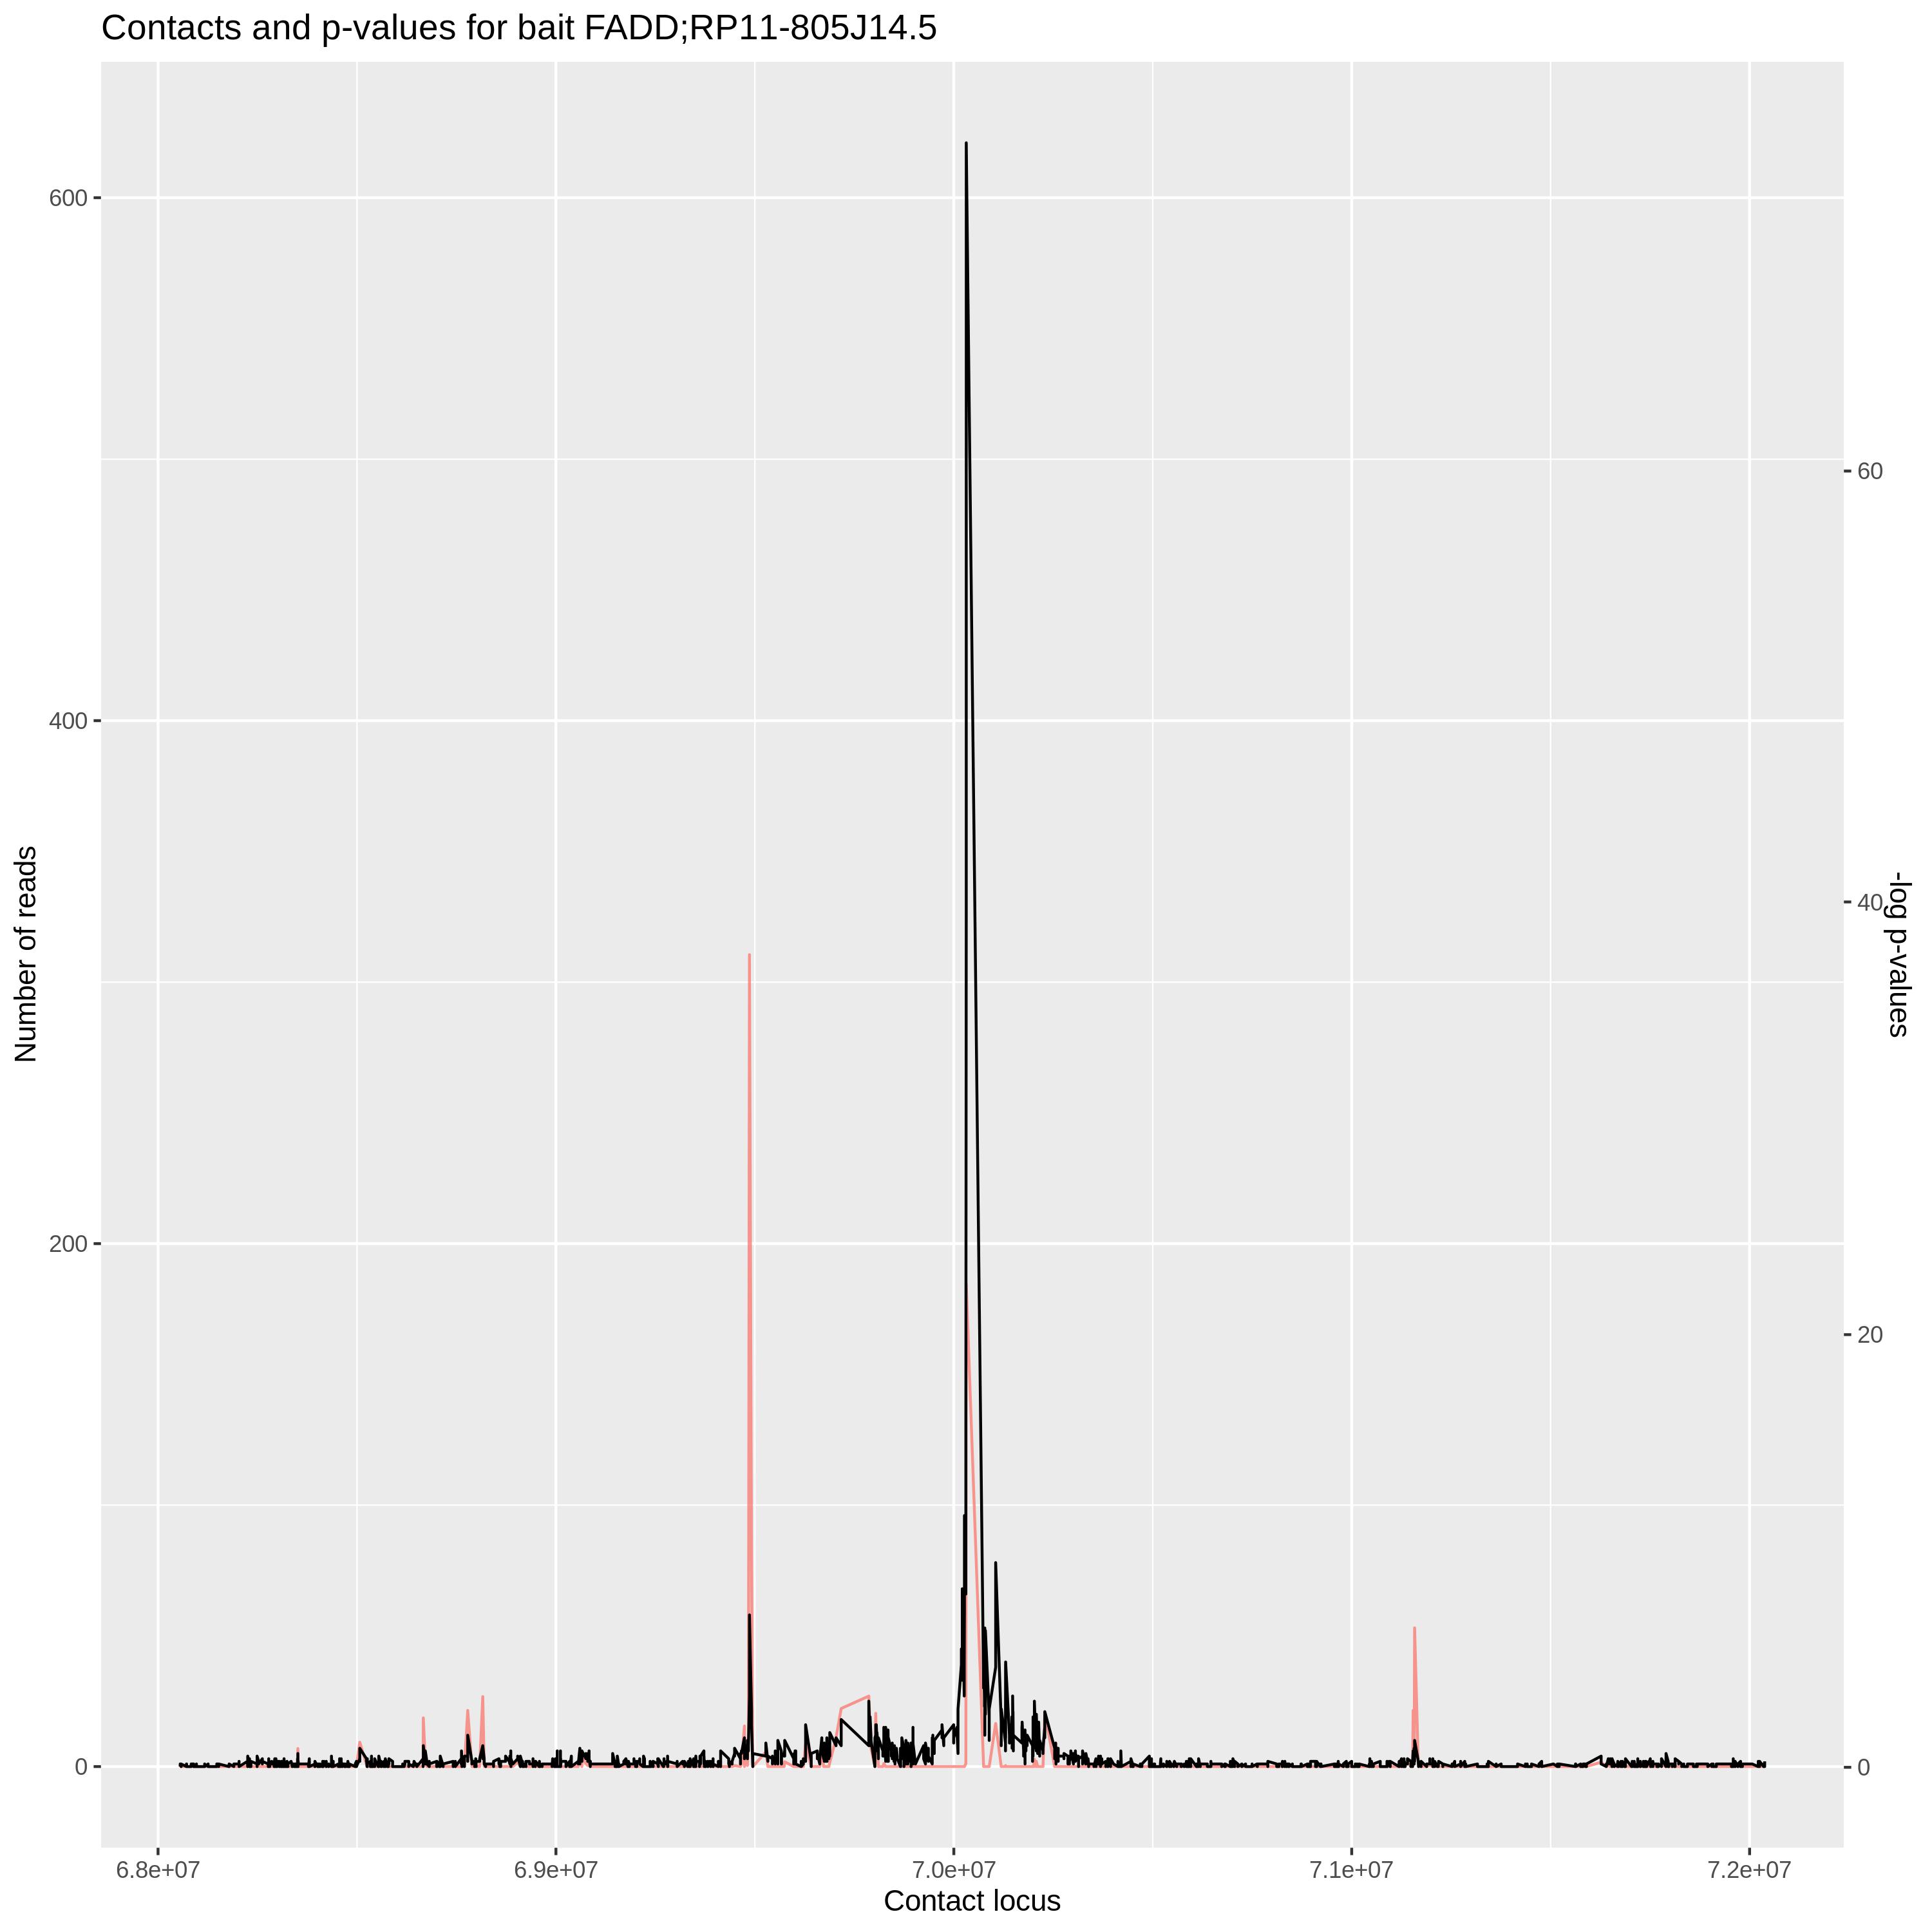 Contacts and p-values for bait FADD;RP11-805J14.5
600
400
200
0
Number of reads
60
40
20
0
-log p-values
6.8e+07 6.9e+07 7.0e+07 7.1e+07 7.2e+07
Contact locus